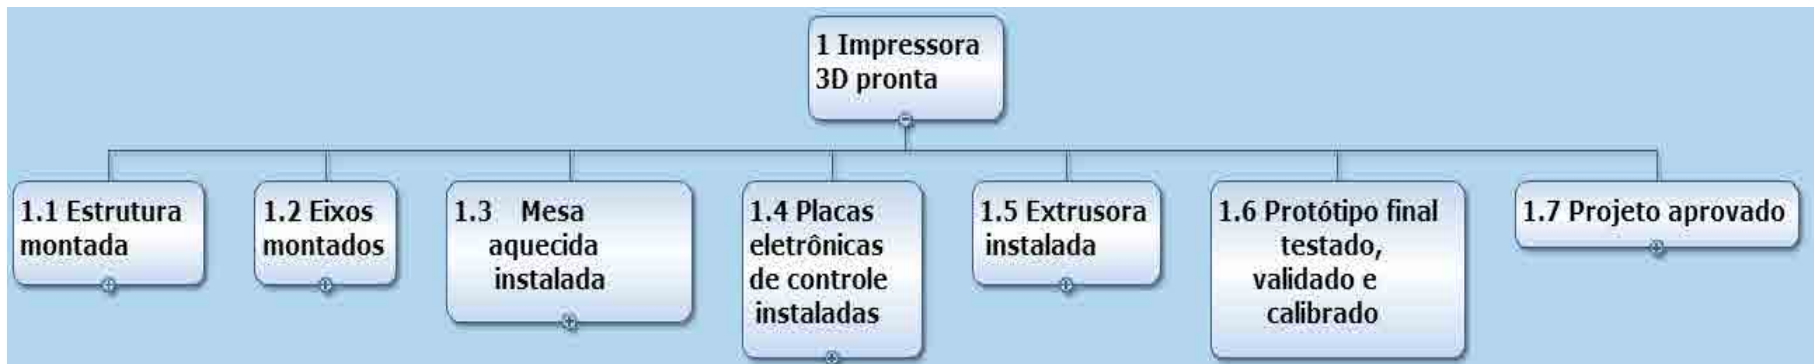 1 Impressora
3D pronta
1.1 Estrutura
montada
1.2 Eixos
montados
1.3 Mesa
aquecida
instalada
1.4 Placas
eletrônicas
de controle
instaladas
1.5 Extrusora
instalada
1.6 Protótipo final
testado,
validado e
calibrado
1.7 Projeto aprovado